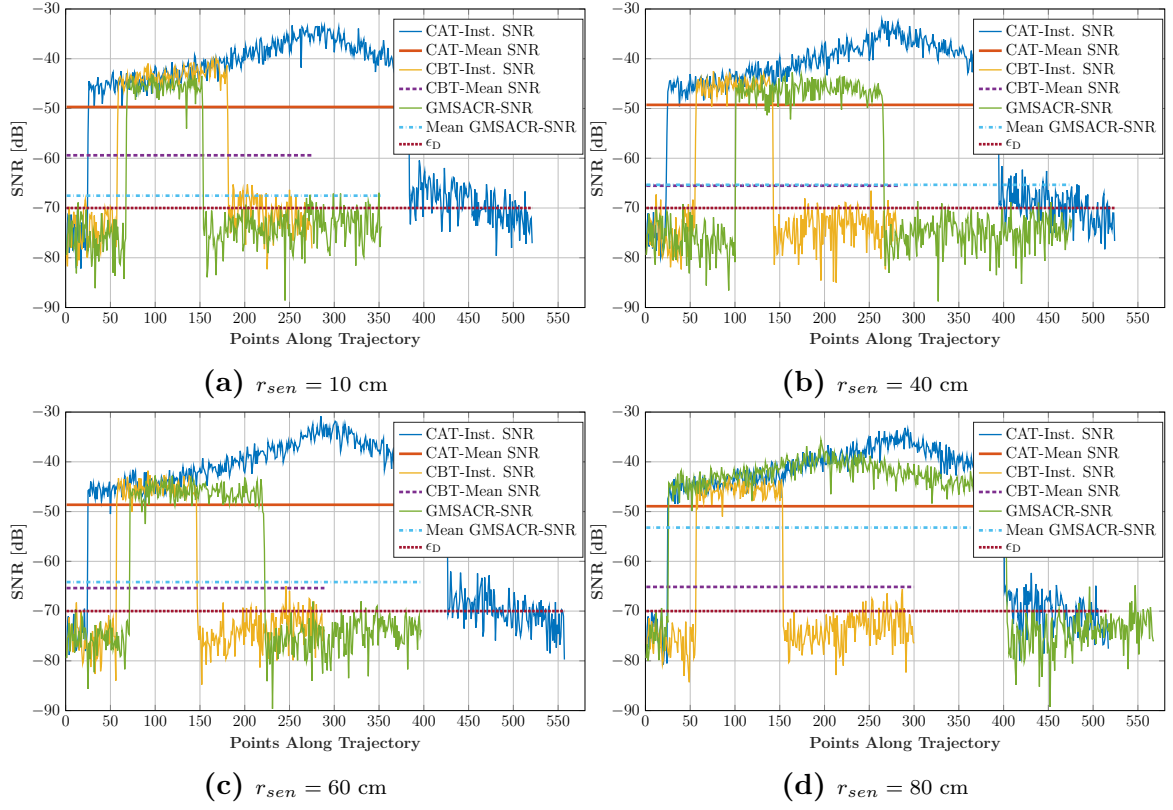 −30
−40
−50
−60
−70
−80
−90
SNR [dB]
0 50 100 150 200 250 300 350 400 450 500 550
Points Along Trajectory
CAT-Inst. SNR
CAT-Mean SNR
CBT-Inst. SNR
CBT-Mean SNR
GMSACR-SNR
Mean GMSACR-SNR
ϵD
(a) rsen = 10 cm
−30
−40
−50
−60
−70
−80
−90
SNR [dB]
0 50 100 150 200 250 300 350 400 450 500 550
Points Along Trajectory
CAT-Inst. SNR
CAT-Mean SNR
CBT-Inst. SNR
CBT-Mean SNR
GMSACR-SNR
Mean GMSACR-SNR
ϵD
(b) rsen = 40 cm
−30
−40
−50
−60
−70
−80
−90
SNR [dB]
0 50 100 150 200 250 300 350 400 450 500 550
Points Along Trajectory
CAT-Inst. SNR
CAT-Mean SNR
CBT-Inst. SNR
CBT-Mean SNR
GMSACR-SNR
Mean GMSACR-SNR
ϵD
(c) rsen = 60 cm
−30
−40
−50
−60
−70
−80
−90
SNR [dB]
0 50 100 150 200 250 300 350 400 450 500 550
Points Along Trajectory
CAT-Inst. SNR
CAT-Mean SNR
CBT-Inst. SNR
CBT-Mean SNR
GMSACR-SNR
Mean GMSACR-SNR
ϵD
(d) rsen = 80 cm